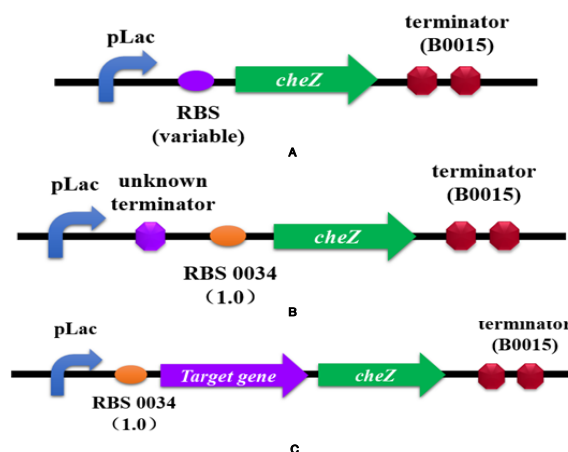 pLac
terminator
(B0015)
cheZ
RBS
(variable)
A
pLac
unknown
terminator
terminator
(B0015)
cheZ
RBS 0034
(1.0)
B
pLac
terminator
(B0015)
Target gene
cheZ
RBS 0034
(1.0)
C